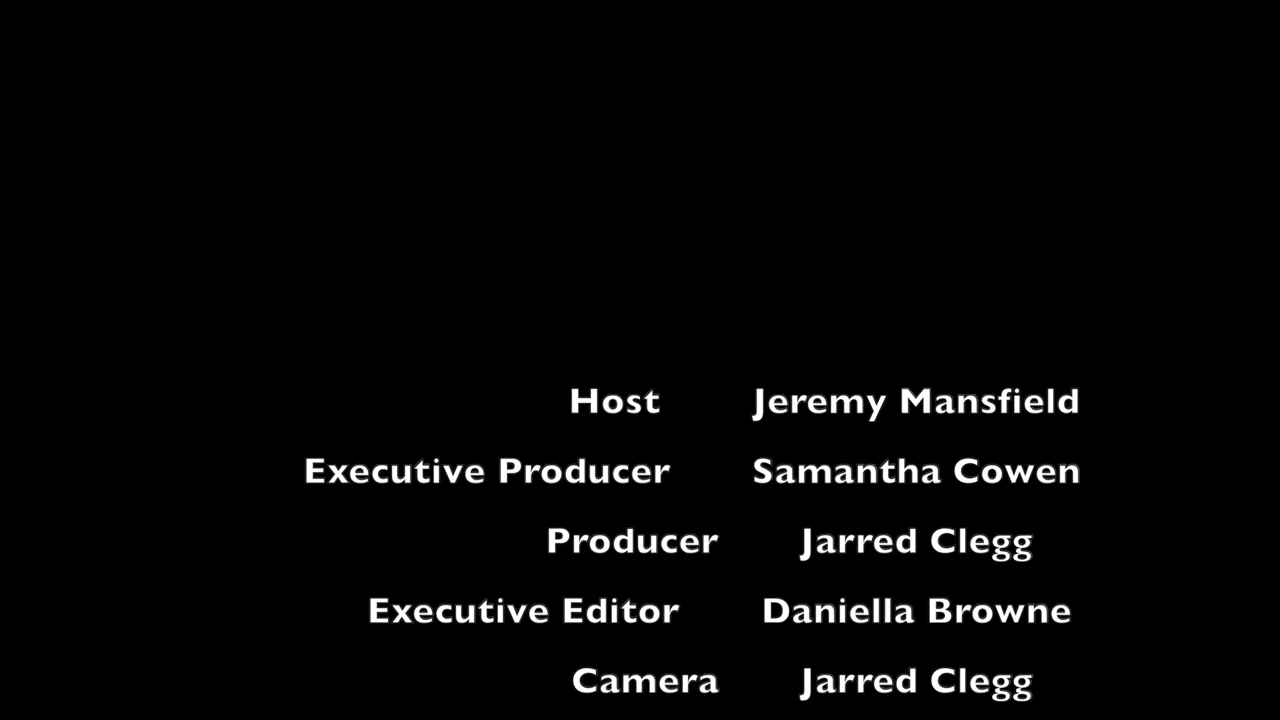 Host Jeremy Mansfield
Executive Producer Samantha Cowen
Producer Jarred Clegg
Executive Editor Daniella Browne
Camera Jarred Clegg